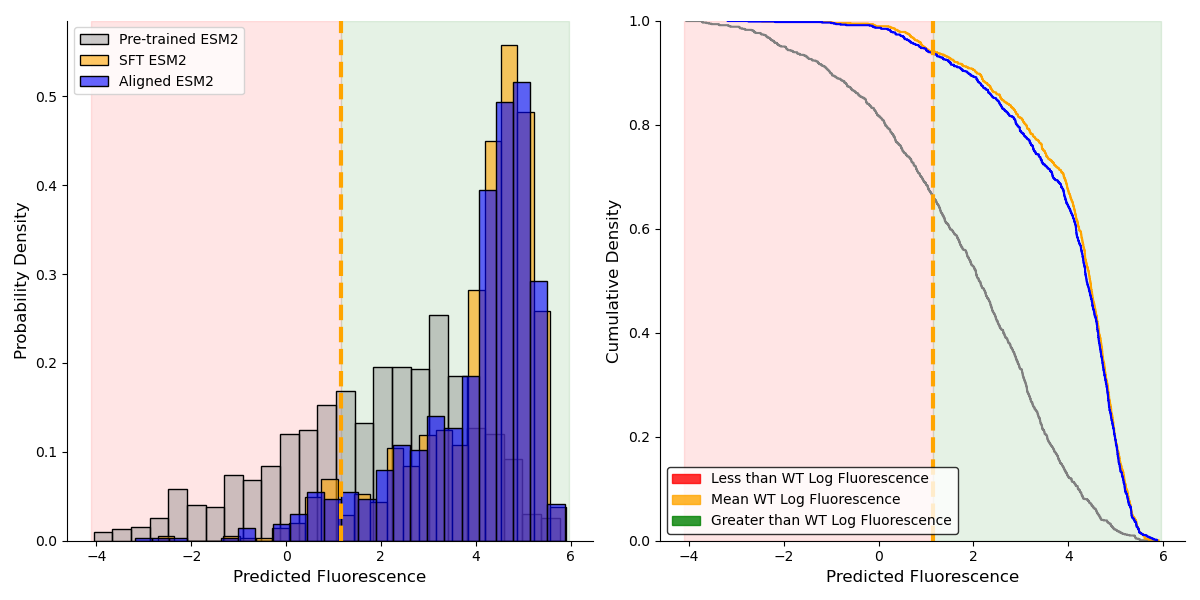 Pre-trained ESM2
SFT ESM2
Aligned ESM2
Probability Density
0.5
0.4
0.3
0.2
0.1
0.0
−4
−2
0
2
4
6
Predicted Fluorescence
Cumulative Density
1.0
0.8
0.6
0.4
0.2
0.0
Less than WT Log Fluorescence
Mean WT Log Fluorescence
Greater than WT Log Fluorescence
−4
−2
0
2
4
6
Predicted Fluorescence